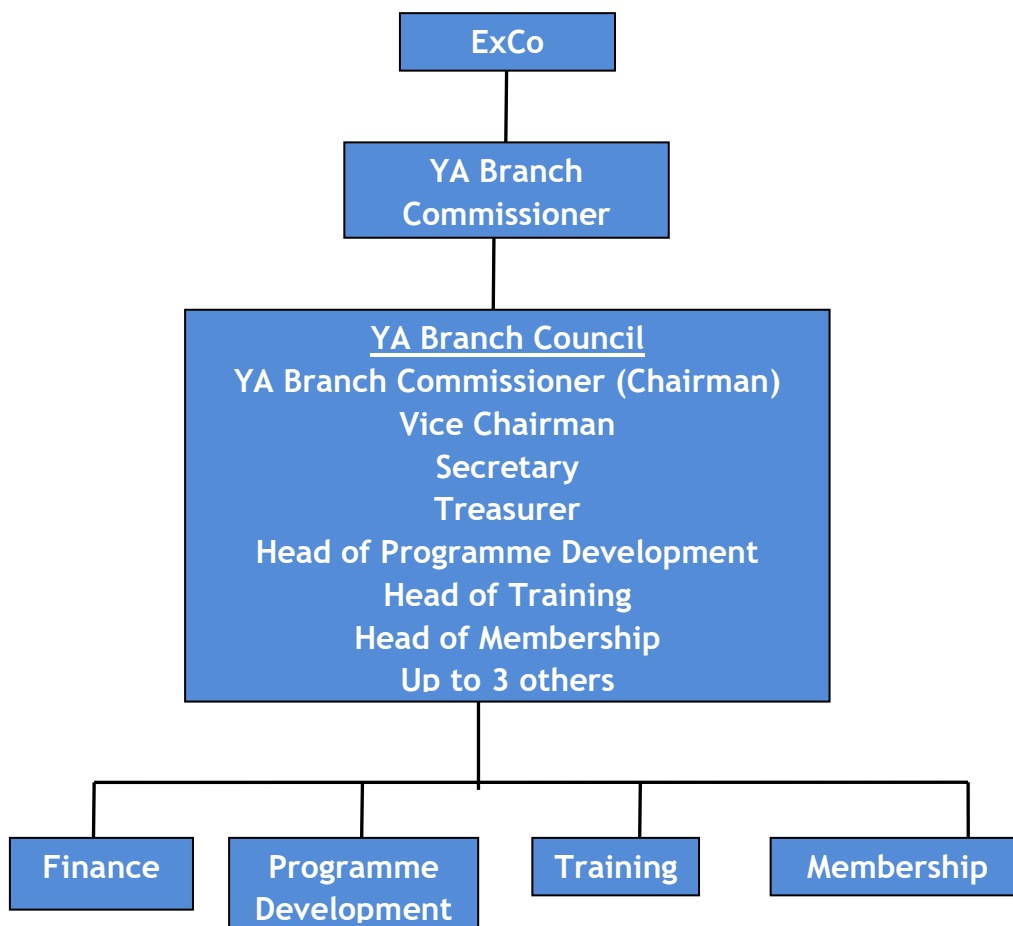 ExCo
YA Branch
Commissioner
YA Branch Council
YA Branch Commissioner (Chairman)
Vice Chairman
Secretary
Treasurer
Head of Programme Development
Head of Training
Head of Membership
Up to 3 others
Finance
Programme
Development
Training
Membership